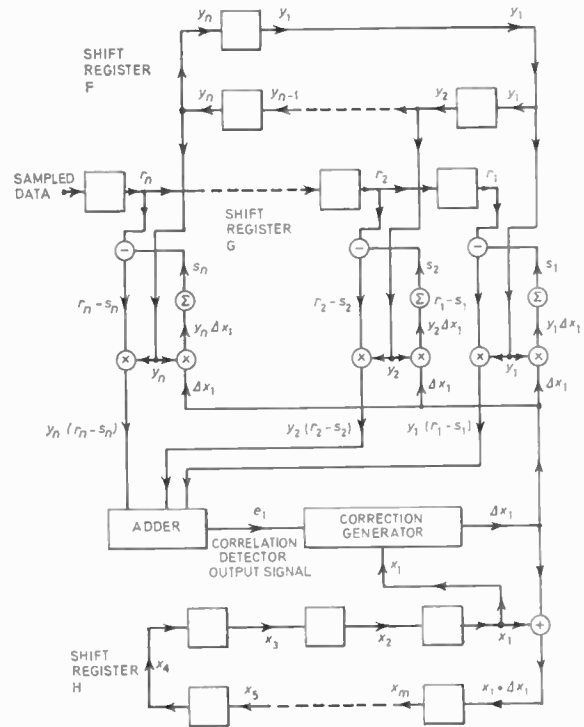 yₙ y₁ y₁
SHIFT
REGISTER
F
yₙ yₙ₋₁ y₂ y₁
SAMPLED
DATA
rₙ r₂ r₁
SHIFT
REGISTER
G
− sₙ − s₂ − s₁
Σ Σ Σ
rₙ−sₙ r₂−s₂ r₁−s₁
yₙ Δx₁ y₂ Δx₁ y₁ Δx₁
× × × × × ×
yₙ y₂ y₁
Δx₁ Δx₁ Δx₁
yₙ (rₙ−sₙ) y₂ (r₂−s₂) y₁ (r₁−s₁)
ADDER
e₁
CORRELATION
DETECTOR
OUTPUT SIGNAL
CORRECTION
GENERATOR
Δx₁
x₁
x₃ x₂ x₁ +
SHIFT
REGISTER
H
x₄
x₅ xₘ x₁ + Δx₁